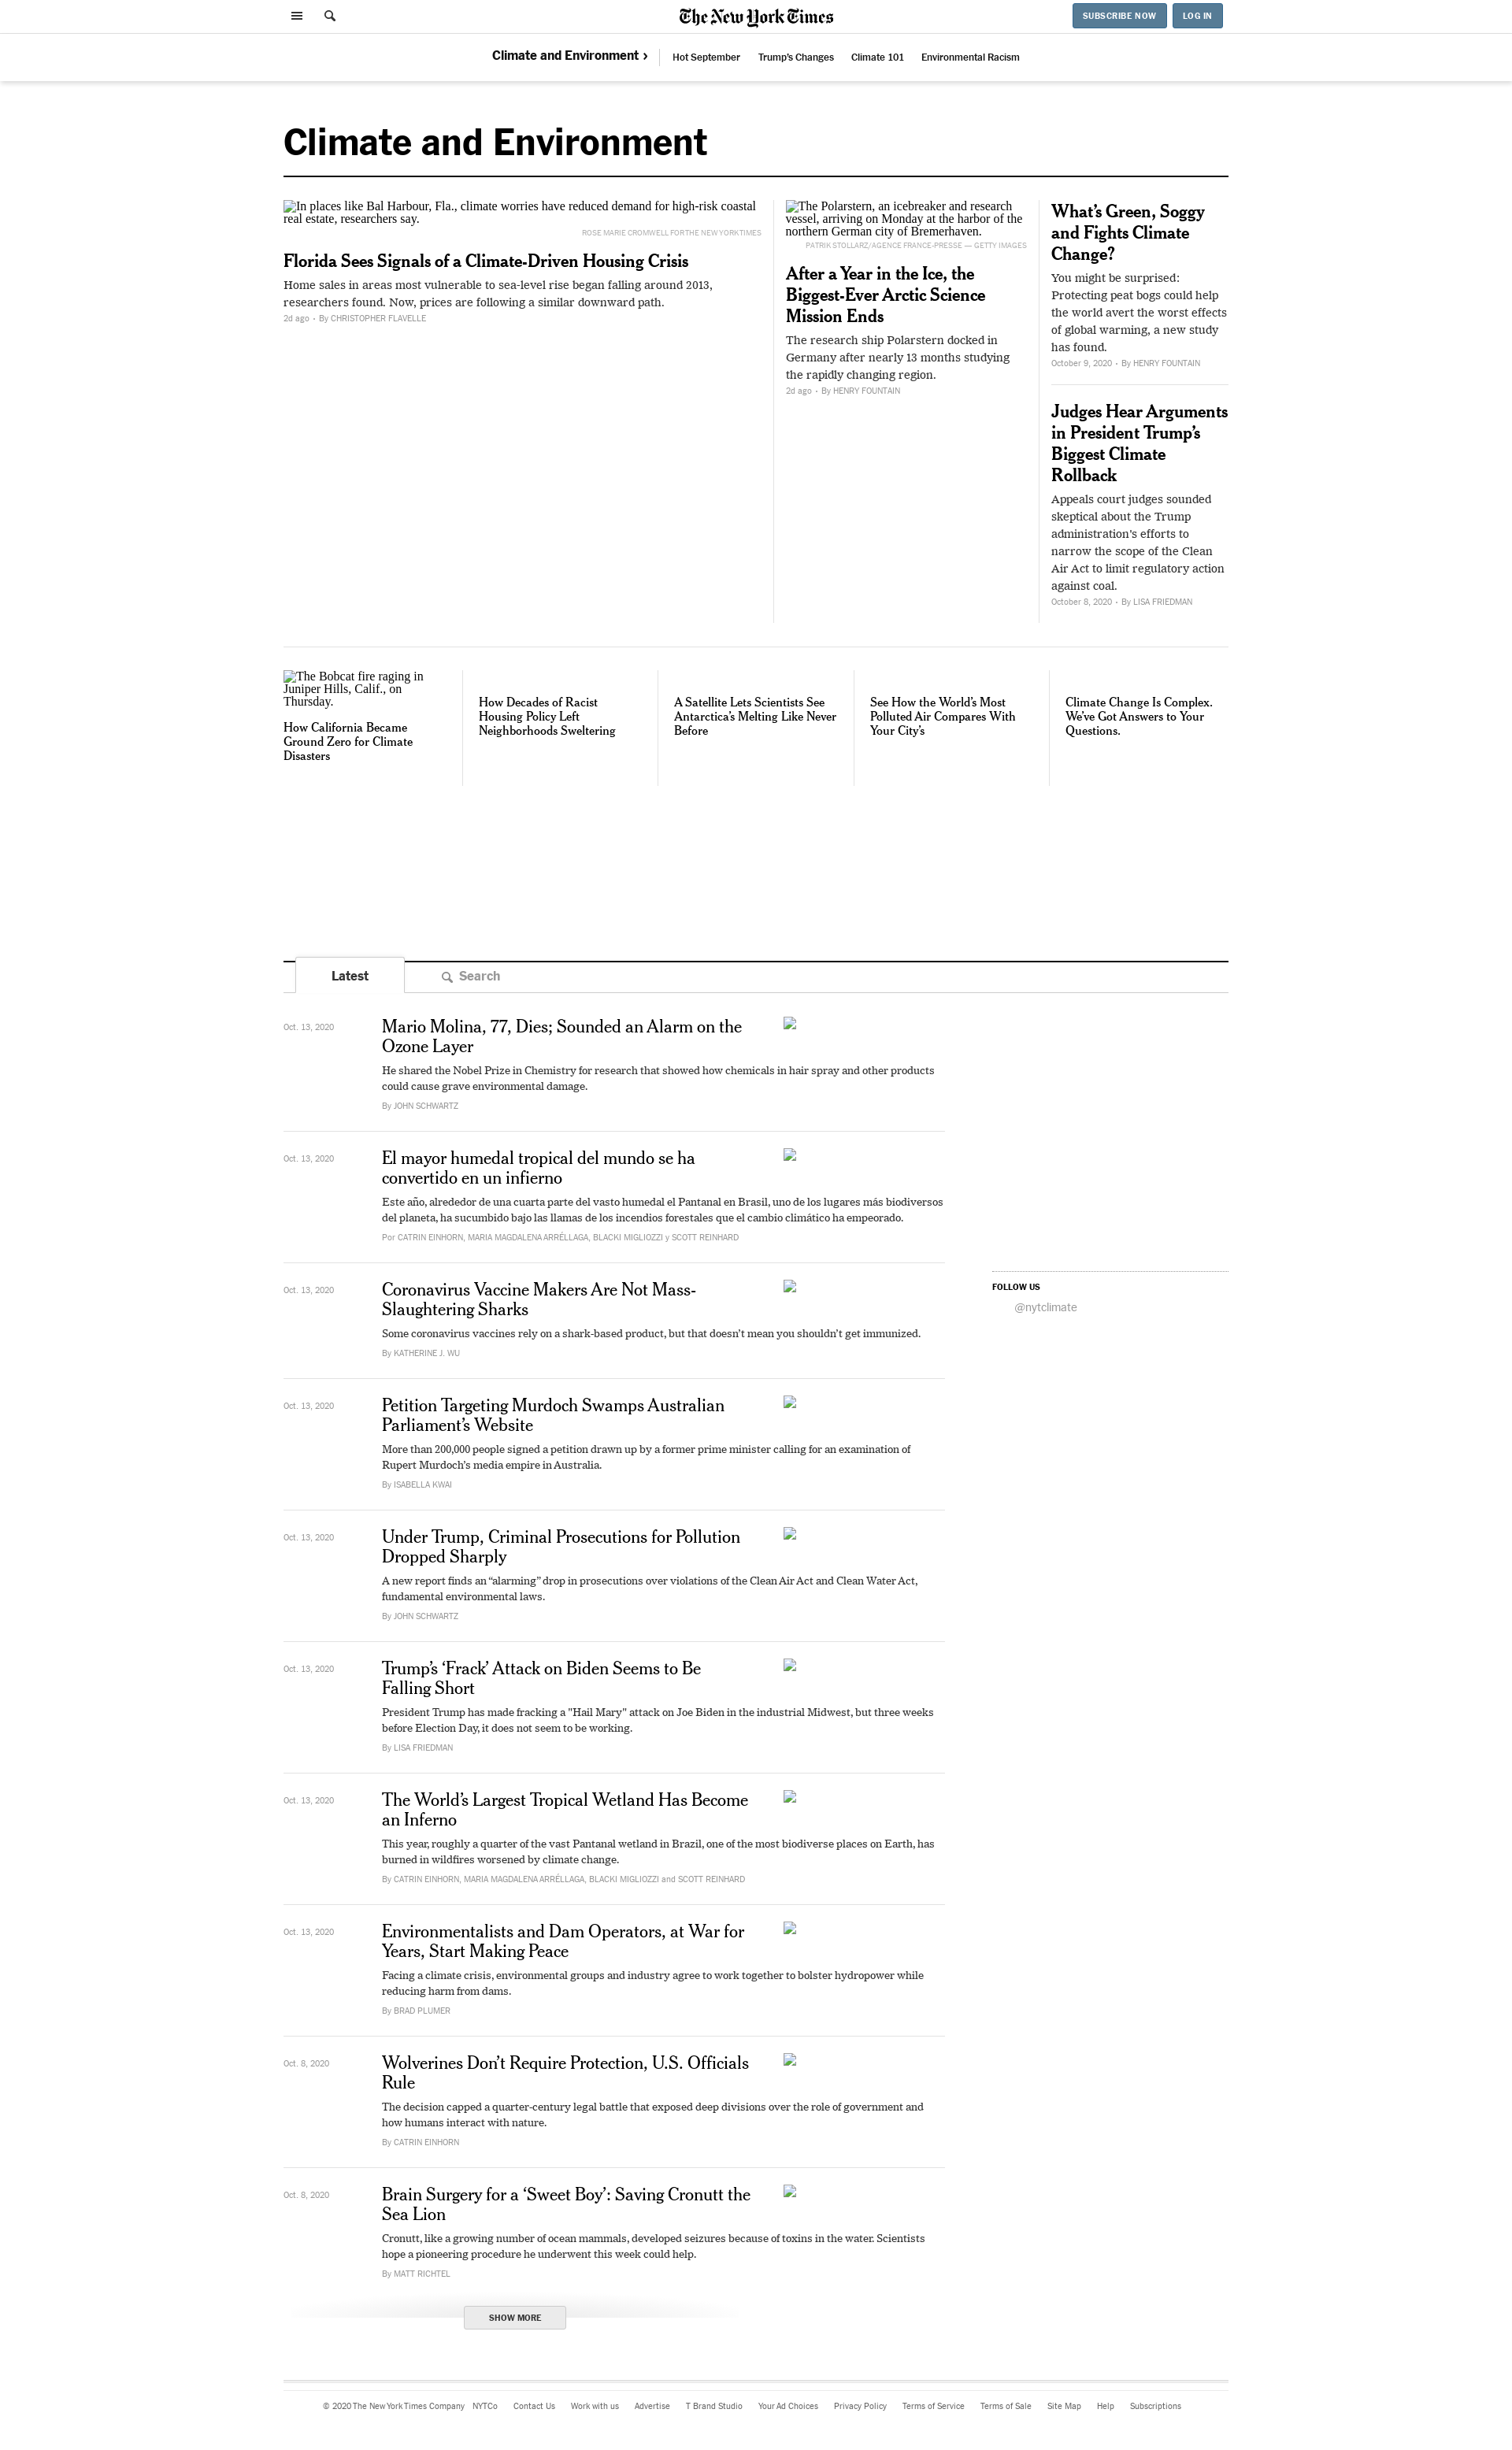 The New York Times
SUBSCRIBE NOW
LOG IN
Climate and Environment ›
Hot September
Trump’s Changes
Climate 101
Environmental Racism
Climate and Environment
In places like Bal Harbour, Fla., climate worries have reduced demand for high-risk coastal
real estate, researchers say.
ROSE MARIE CROMWELL FOR THE NEW YORK TIMES
Florida Sees Signals of a Climate-Driven Housing Crisis
Home sales in areas most vulnerable to sea-level rise began falling around 2013,
researchers found. Now, prices are following a similar downward path.
2d ago • By CHRISTOPHER FLAVELLE
The Polarstern, an icebreaker and research
vessel, arriving on Monday at the harbor of the
northern German city of Bremerhaven.
PATRIK STOLLARZ/AGENCE FRANCE-PRESSE — GETTY IMAGES
After a Year in the Ice, the
Biggest-Ever Arctic Science
Mission Ends
The research ship Polarstern docked in
Germany after nearly 13 months studying
the rapidly changing region.
2d ago • By HENRY FOUNTAIN
What’s Green, Soggy
and Fights Climate
Change?
You might be surprised:
Protecting peat bogs could help
the world avert the worst effects
of global warming, a new study
has found.
October 9, 2020 • By HENRY FOUNTAIN
Judges Hear Arguments
in President Trump’s
Biggest Climate
Rollback
Appeals court judges sounded
skeptical about the Trump
administration's efforts to
narrow the scope of the Clean
Air Act to limit regulatory action
against coal.
October 8, 2020 • By LISA FRIEDMAN
The Bobcat fire raging in
Juniper Hills, Calif., on
Thursday.
How California Became
Ground Zero for Climate
Disasters
How Decades of Racist
Housing Policy Left
Neighborhoods Sweltering
A Satellite Lets Scientists See
Antarctica’s Melting Like Never
Before
See How the World’s Most
Polluted Air Compares With
Your City’s
Climate Change Is Complex.
We’ve Got Answers to Your
Questions.
Latest
Search
Oct. 13, 2020
Mario Molina, 77, Dies; Sounded an Alarm on the
Ozone Layer
He shared the Nobel Prize in Chemistry for research that showed how chemicals in hair spray and other products
could cause grave environmental damage.
By JOHN SCHWARTZ
Oct. 13, 2020
El mayor humedal tropical del mundo se ha
convertido en un infierno
Este año, alrededor de una cuarta parte del vasto humedal el Pantanal en Brasil, uno de los lugares más biodiversos
del planeta, ha sucumbido bajo las llamas de los incendios forestales que el cambio climático ha empeorado.
Por CATRIN EINHORN, MARIA MAGDALENA ARRÉLLAGA, BLACKI MIGLIOZZI y SCOTT REINHARD
Oct. 13, 2020
Coronavirus Vaccine Makers Are Not Mass-
Slaughtering Sharks
Some coronavirus vaccines rely on a shark-based product, but that doesn’t mean you shouldn’t get immunized.
By KATHERINE J. WU
FOLLOW US
@nytclimate
Oct. 13, 2020
Petition Targeting Murdoch Swamps Australian
Parliament’s Website
More than 200,000 people signed a petition drawn up by a former prime minister calling for an examination of
Rupert Murdoch’s media empire in Australia.
By ISABELLA KWAI
Oct. 13, 2020
Under Trump, Criminal Prosecutions for Pollution
Dropped Sharply
A new report finds an “alarming” drop in prosecutions over violations of the Clean Air Act and Clean Water Act,
fundamental environmental laws.
By JOHN SCHWARTZ
Oct. 13, 2020
Trump’s ‘Frack’ Attack on Biden Seems to Be
Falling Short
President Trump has made fracking a "Hail Mary" attack on Joe Biden in the industrial Midwest, but three weeks
before Election Day, it does not seem to be working.
By LISA FRIEDMAN
Oct. 13, 2020
The World’s Largest Tropical Wetland Has Become
an Inferno
This year, roughly a quarter of the vast Pantanal wetland in Brazil, one of the most biodiverse places on Earth, has
burned in wildfires worsened by climate change.
By CATRIN EINHORN, MARIA MAGDALENA ARRÉLLAGA, BLACKI MIGLIOZZI and SCOTT REINHARD
Oct. 13, 2020
Environmentalists and Dam Operators, at War for
Years, Start Making Peace
Facing a climate crisis, environmental groups and industry agree to work together to bolster hydropower while
reducing harm from dams.
By BRAD PLUMER
Oct. 8, 2020
Wolverines Don’t Require Protection, U.S. Officials
Rule
The decision capped a quarter-century legal battle that exposed deep divisions over the role of government and
how humans interact with nature.
By CATRIN EINHORN
Oct. 8, 2020
Brain Surgery for a ‘Sweet Boy’: Saving Cronutt the
Sea Lion
Cronutt, like a growing number of ocean mammals, developed seizures because of toxins in the water. Scientists
hope a pioneering procedure he underwent this week could help.
By MATT RICHTEL
SHOW MORE
© 2020 The New York Times Company NYTCo Contact Us Work with us Advertise T Brand Studio Your Ad Choices Privacy Policy Terms of Service Terms of Sale Site Map Help Subscriptions